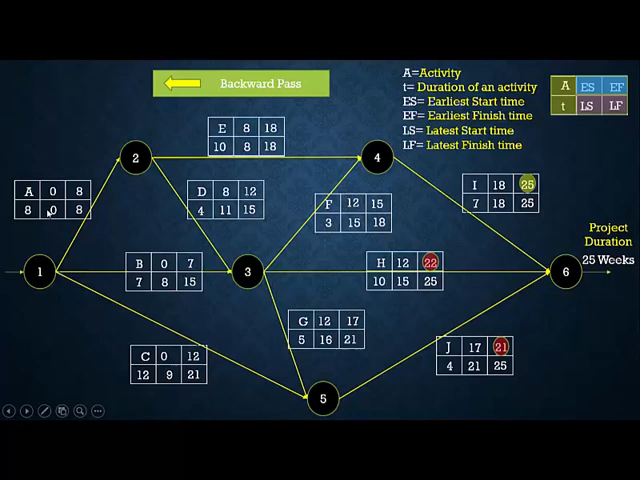 Backward Pass
A=Activity
t= Duration of an activity
ES= Earliest Start time
EF= Earliest Finish time
LS= Latest Start time
LF= Latest Finish time
A ES EF
t LS LF
E 8 18
10 8 18
2
4
A 0 8
8 0 8
D 8 12
4 11 15
F 12 15
3 15 18
I 18 25
7 18 25
Project
Duration
25 Weeks
1
B 0 7
7 8 15
3
H 12 22
10 15 25
6
G 12 17
5 16 21
C 0 12
12 9 21
J 17 21
4 21 25
5